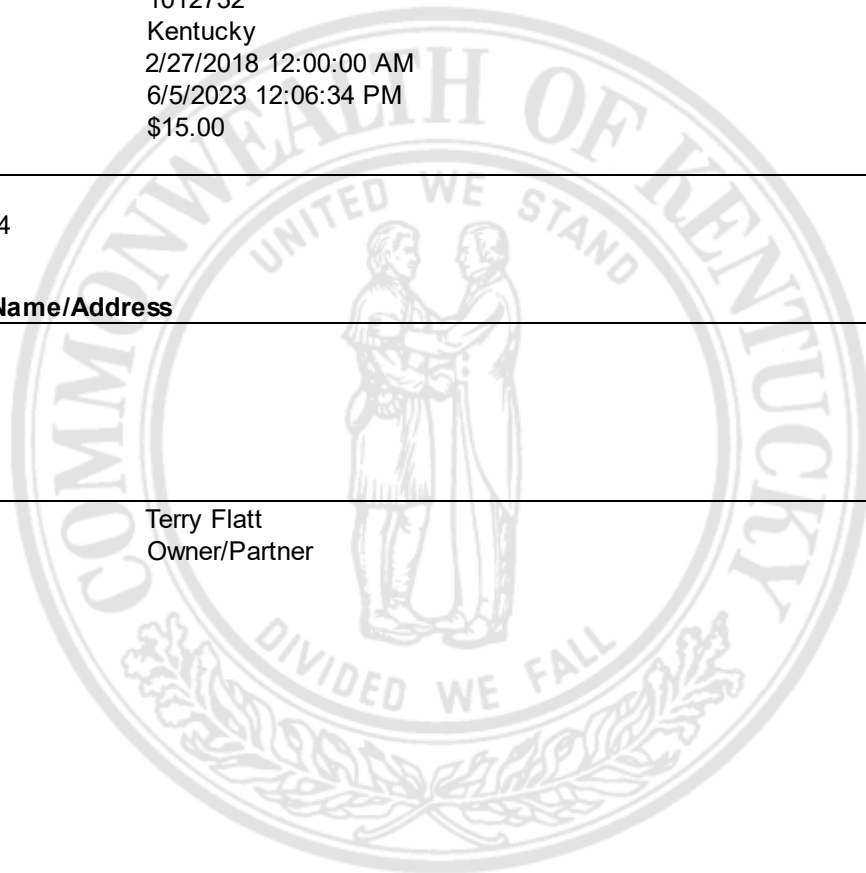 Kentucky
2/27/2018 12:00:00 AM
6/5/2023 12:06:34 PM
$15.00
COMMONWEALTH OF KENTUCKY
UNITED WE STAND
4
Name/Address
Terry Flatt
Owner/Partner
DIVIDED WE FALL